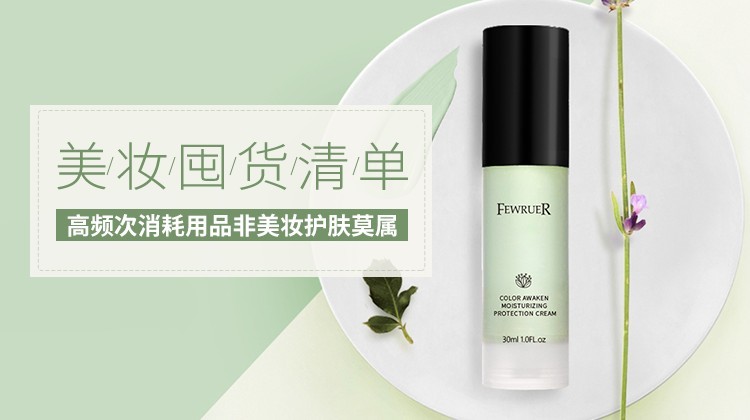 美/妆/囤/货/清/单
高频次消耗用品非美妆护肤莫属
FEWRUER
COLOR AWAKEN
MOISTURIZING
PROTECTION CREAM
30ml 1.0FL.oz